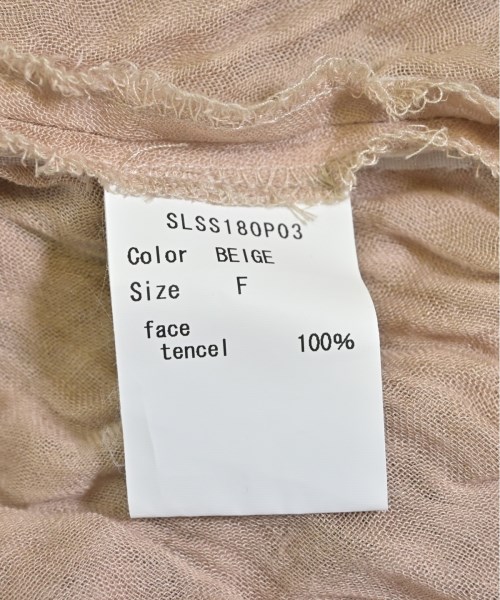 SLSS180P03
Color BEIGE
Size F
face
tencel 100%